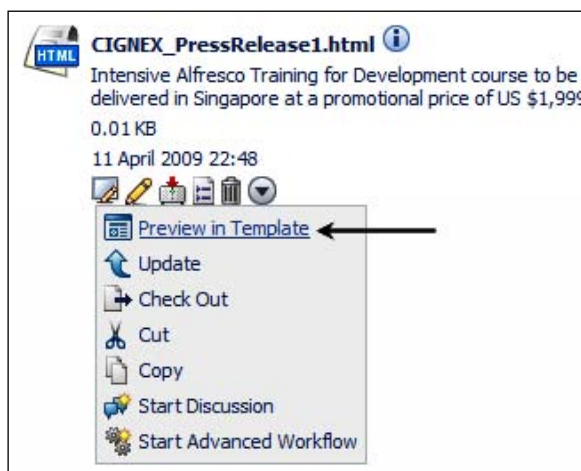 HTML
CIGNEX_PressRelease1.html
Intensive Alfresco Training for Development course to be
delivered in Singapore at a promotional price of US $1,999
0.01 KB
11 April 2009 22:48
Preview in Template
Update
Check Out
Cut
Copy
Start Discussion
Start Advanced Workflow